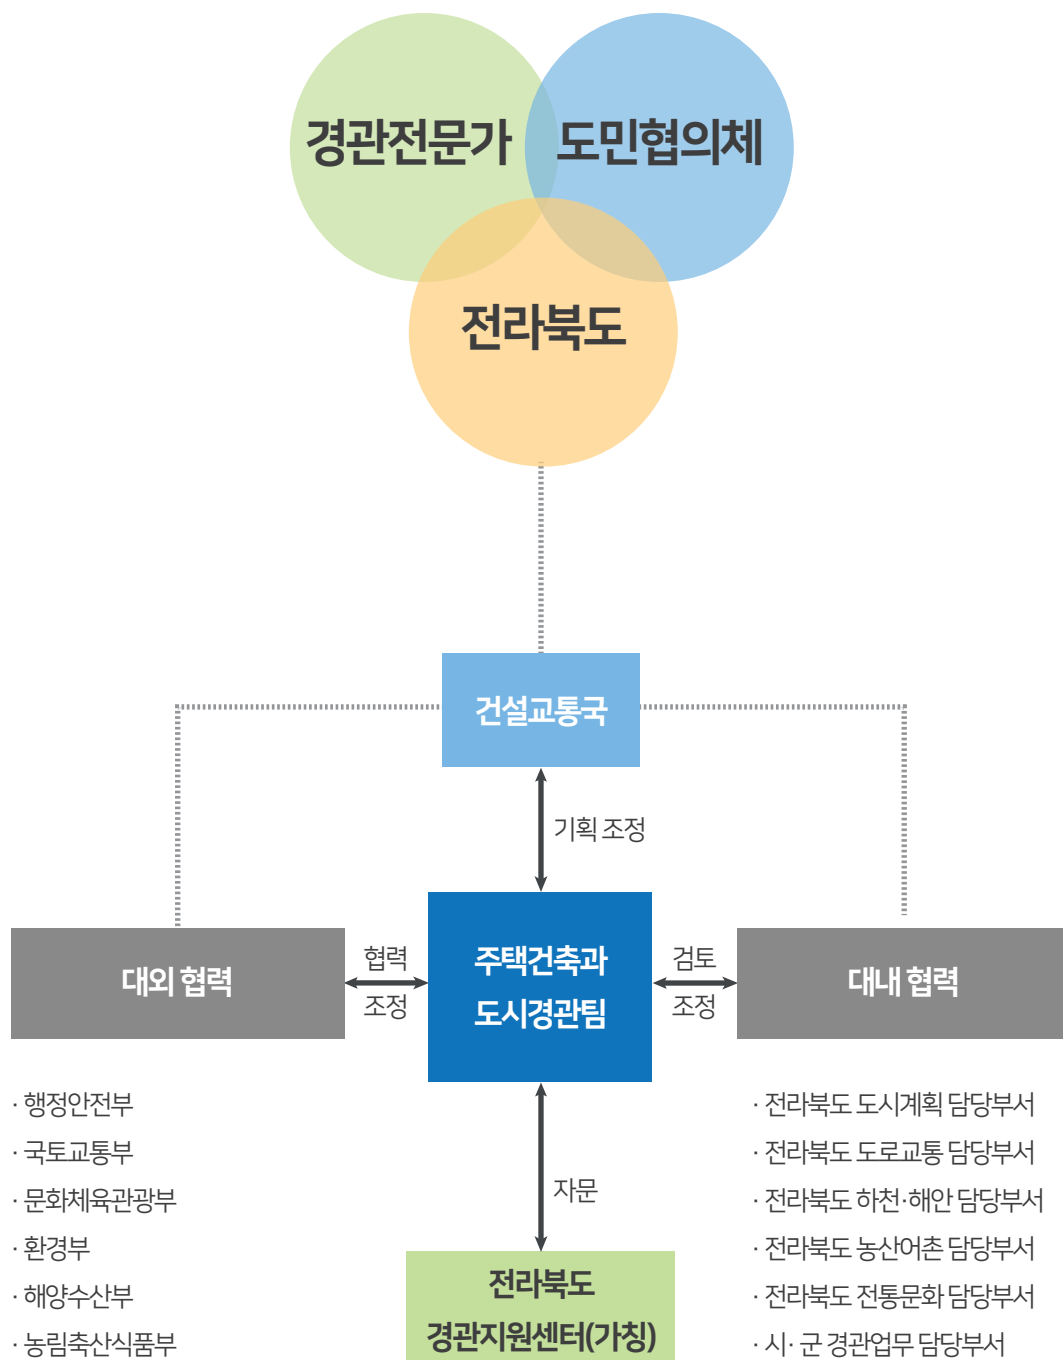 경관전문가
도민협의체
전라북도
건설교통국
기획 조정
대외 협력
협력
조정
주택건축과
도시경관팀
검토
조정
대내 협력
· 행정안전부
· 국토교통부
· 문화체육관광부
· 환경부
· 해양수산부
· 농림축산식품부
자문
전라북도
경관지원센터(가칭)
· 전라북도 도시계획 담당부서
· 전라북도 도로교통 담당부서
· 전라북도 하천·해안 담당부서
· 전라북도 농산어촌 담당부서
· 전라북도 전통문화 담당부서
· 시· 군 경관업무 담당부서